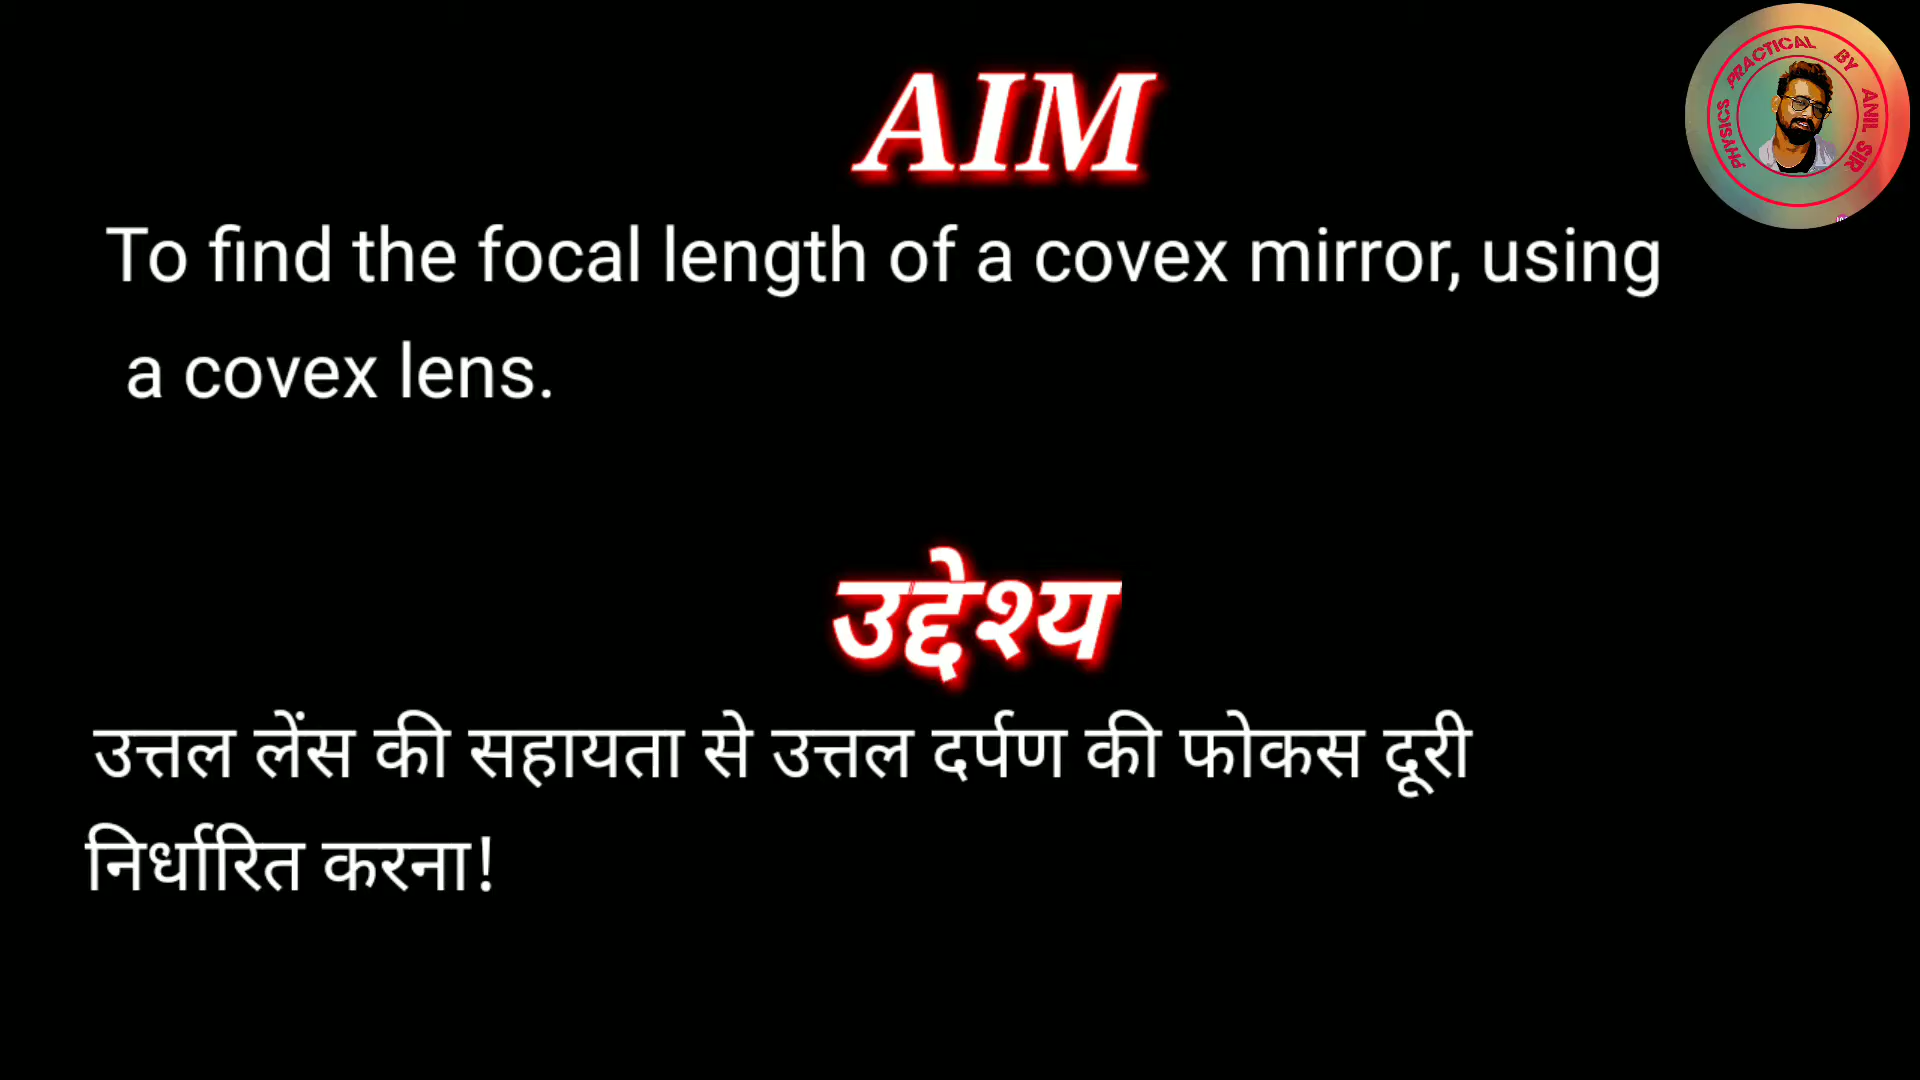 PHYSICS PRACTICAL BY ANIL SIR
AIM
To find the focal length of a covex mirror, using
a covex lens.
उद्देश्य
उत्तल लेंस की सहायता से उत्तल दर्पण की फोकस दूरी
निर्धारित करना!